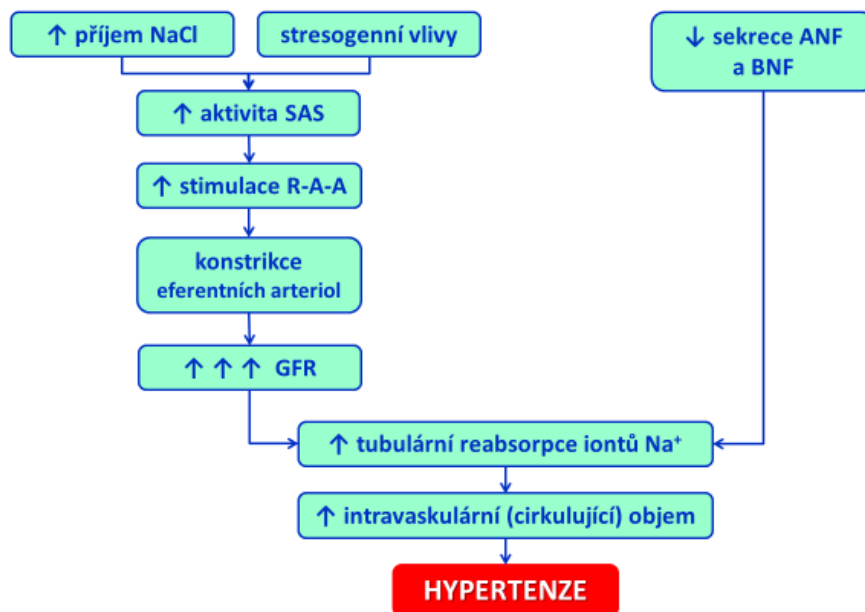 ↑ příjem NaCl
stresogenní vlivy
↓ sekrece ANF
a BNF
↑ aktivita SAS
↑ stimulace R-A-A
konstrikce
eferentních arteriol
↑ ↑ ↑ GFR
↑ tubulární reabsorpce iontů Na⁺
↑ intravaskulární (cirkulující) objem
HYPERTENZE